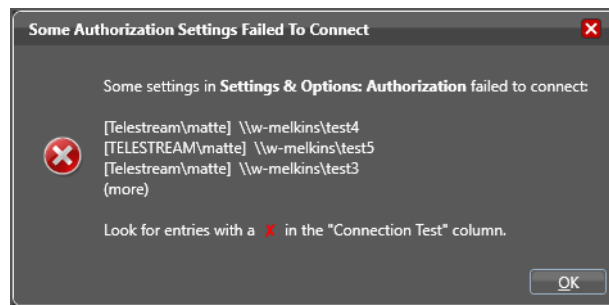 Some Authorization Settings Failed To Connect
Some settings in Settings & Options: Authorization failed to connect:
[Telestream\matte] \\w-melkins\test4
[TELESTREAM\matte] \\w-melkins\test5
[Telestream\matte] \\w-melkins\test3
(more)
Look for entries with a ✗ in the "Connection Test" column.
OK